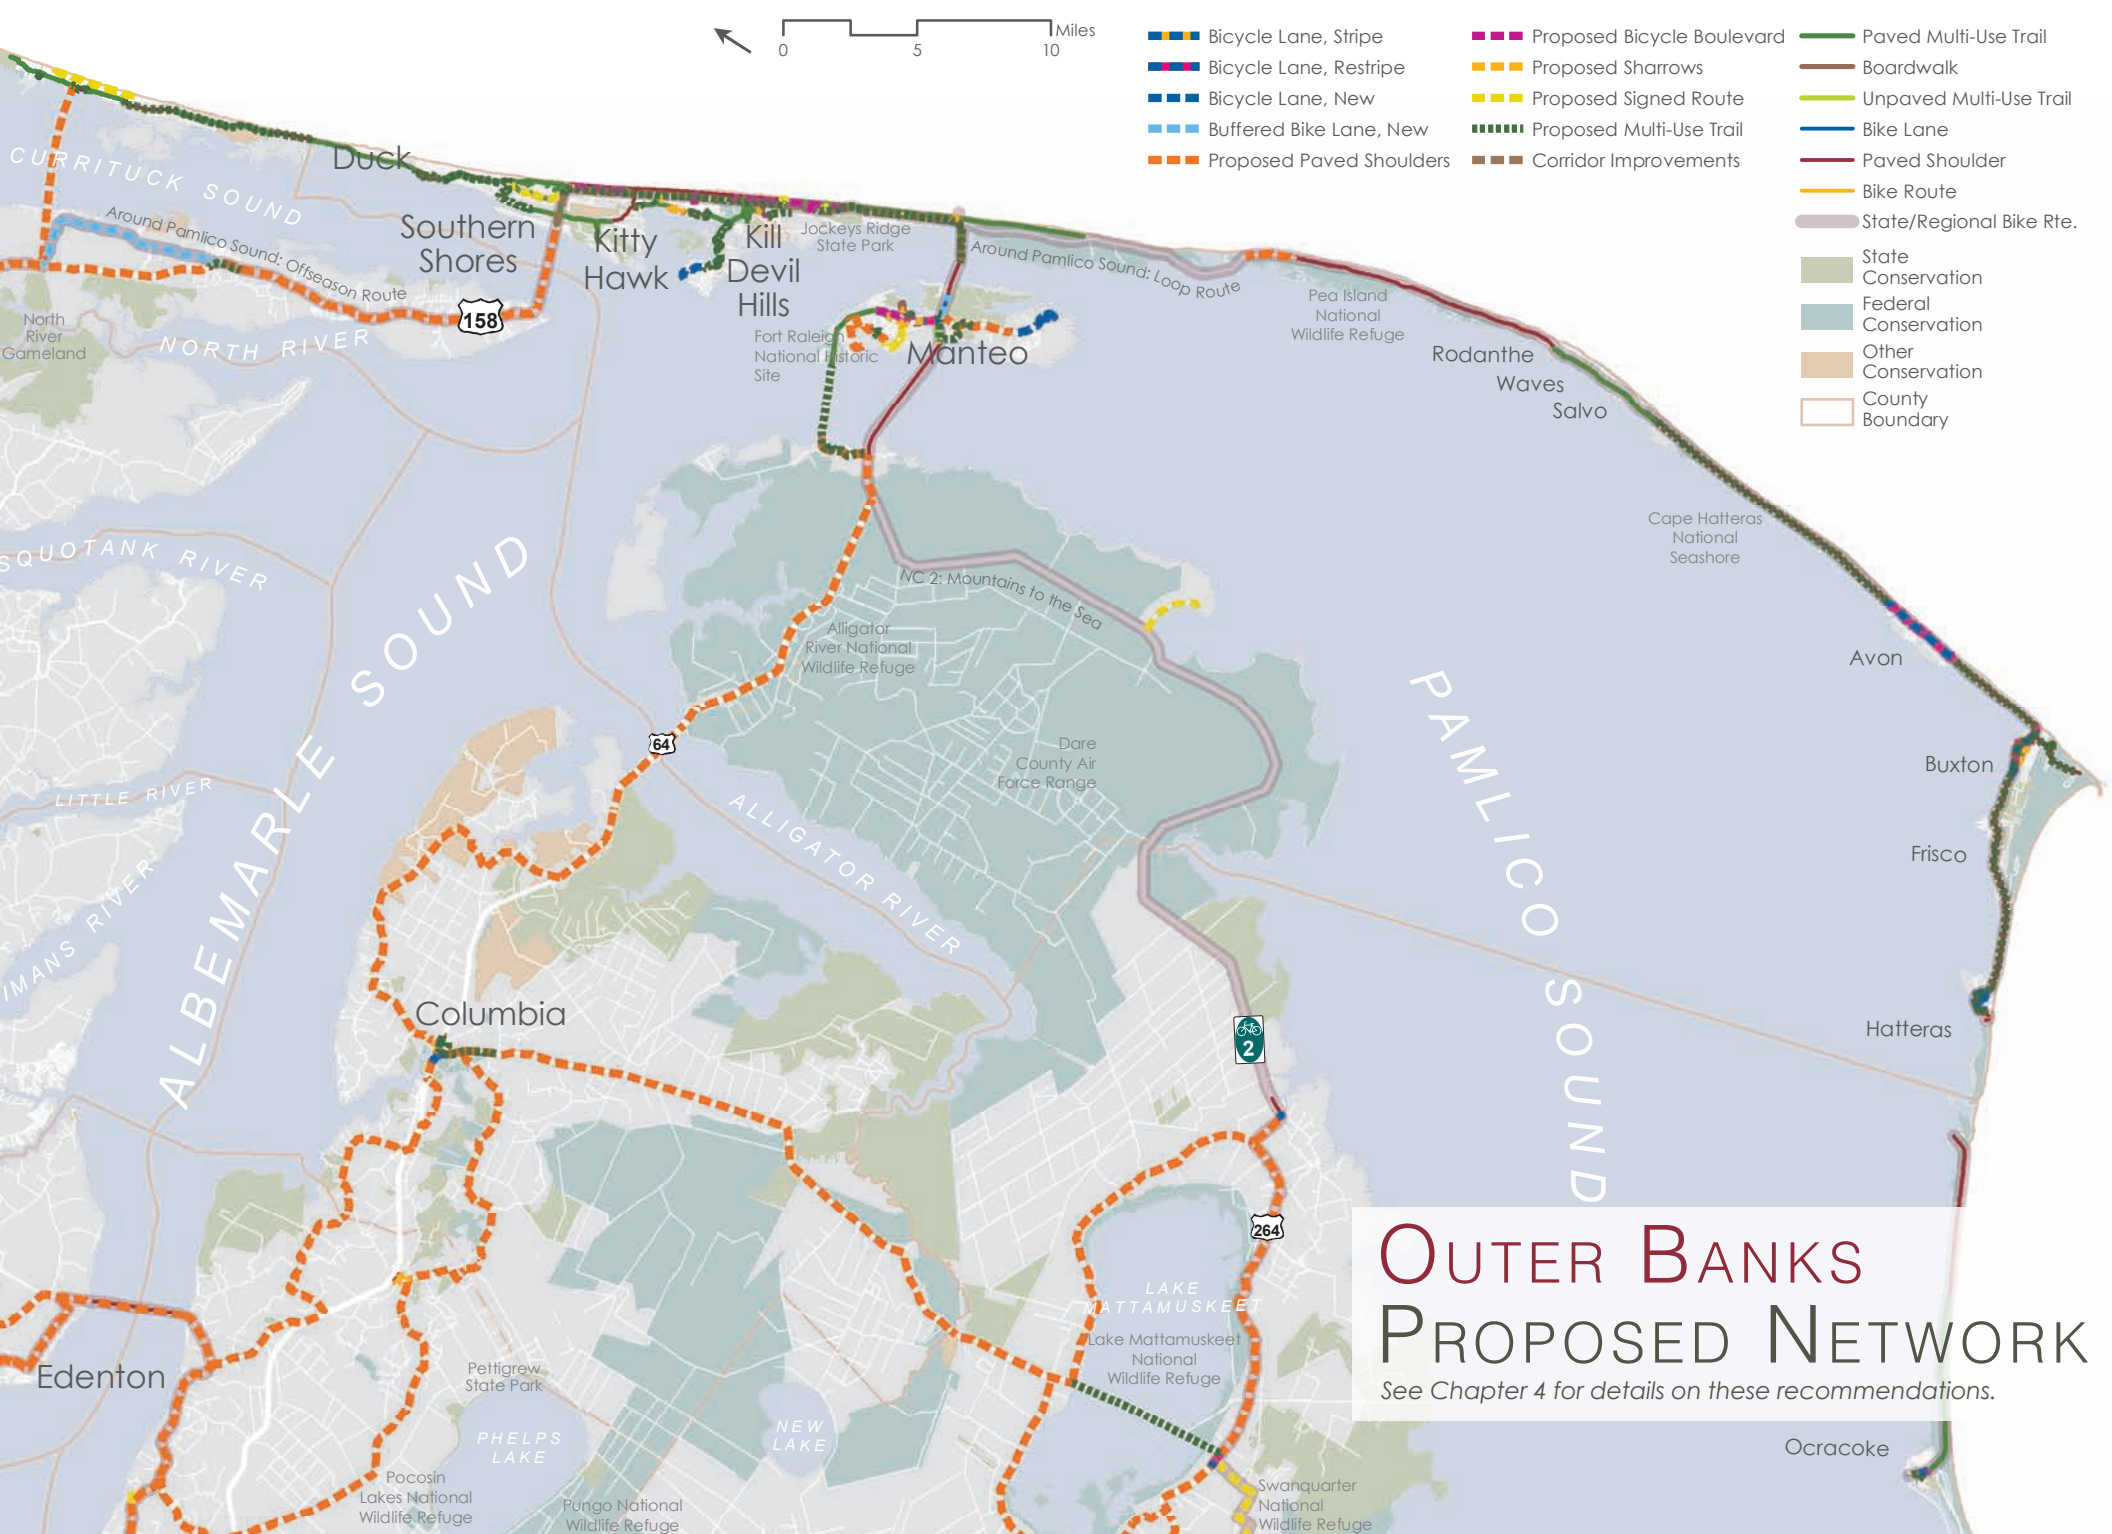 Miles
0 5 10
Bicycle Lane, Stripe
Bicycle Lane, Restripe
Bicycle Lane, New
Buffered Bike Lane, New
Proposed Paved Shoulders
Proposed Bicycle Boulevard
Proposed Sharrows
Proposed Signed Route
Proposed Multi-Use Trail
Corridor Improvements
Paved Multi-Use Trail
Boardwalk
Unpaved Multi-Use Trail
Bike Lane
Paved Shoulder
Bike Route
State/Regional Bike Rte.
State
Conservation
Federal
Conservation
Other
Conservation
County
Boundary
CURRITUCK SOUND
Duck
Around Pamlico Sound: Offseason Route
Southern
Shores
Kitty
Hawk
Kill
Devil
Hills
Jockeys Ridge
State Park
Around Pamlico Sound: Loop Route
158
North
River
Gameland
NORTH RIVER
Fort Raleigh
National Historic
Site
Manteo
Pea Island
National
Wildlife Refuge
Rodanthe
Waves
Salvo
Cape Hatteras
National
Seashore
SQUOTANK RIVER
ALBEMARLE SOUND
NC 2: Mountains to the Sea
Alligator
River National
Wildlife Refuge
Avon
64
Dare
County Air
Force Range
PAMLICO SOUND
Buxton
LITTLE RIVER
ALLIGATOR RIVER
Frisco
IMANS RIVER
Columbia
2
Hatteras
264
LAKE
MATTAMUSKEET
Lake Mattamuskeet
National
Wildlife Refuge
OUTER BANKS
PROPOSED NETWORK
See Chapter 4 for details on these recommendations.
Edenton
Pettigrew
State Park
PHELPS
LAKE
NEW
LAKE
Ocracoke
Pocosin
Lakes National
Wildlife Refuge
Pungo National
Wildlife Refuge
Swanquarter
National
Wildlife Refuge